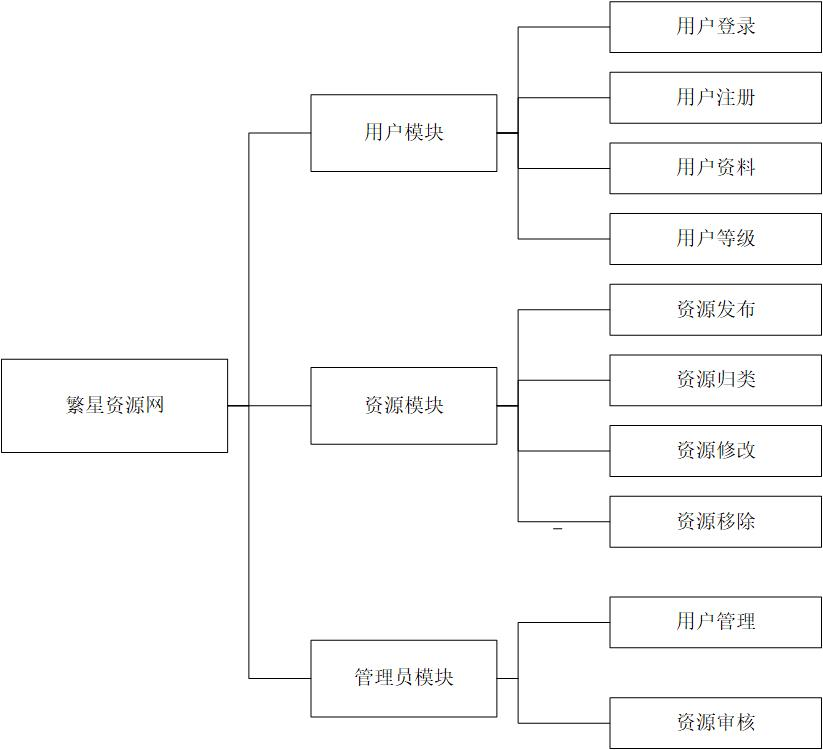 繁星资源网
用户模块
用户登录
用户注册
用户资料
用户等级
资源模块
资源发布
资源归类
资源修改
资源移除
管理员模块
用户管理
资源审核